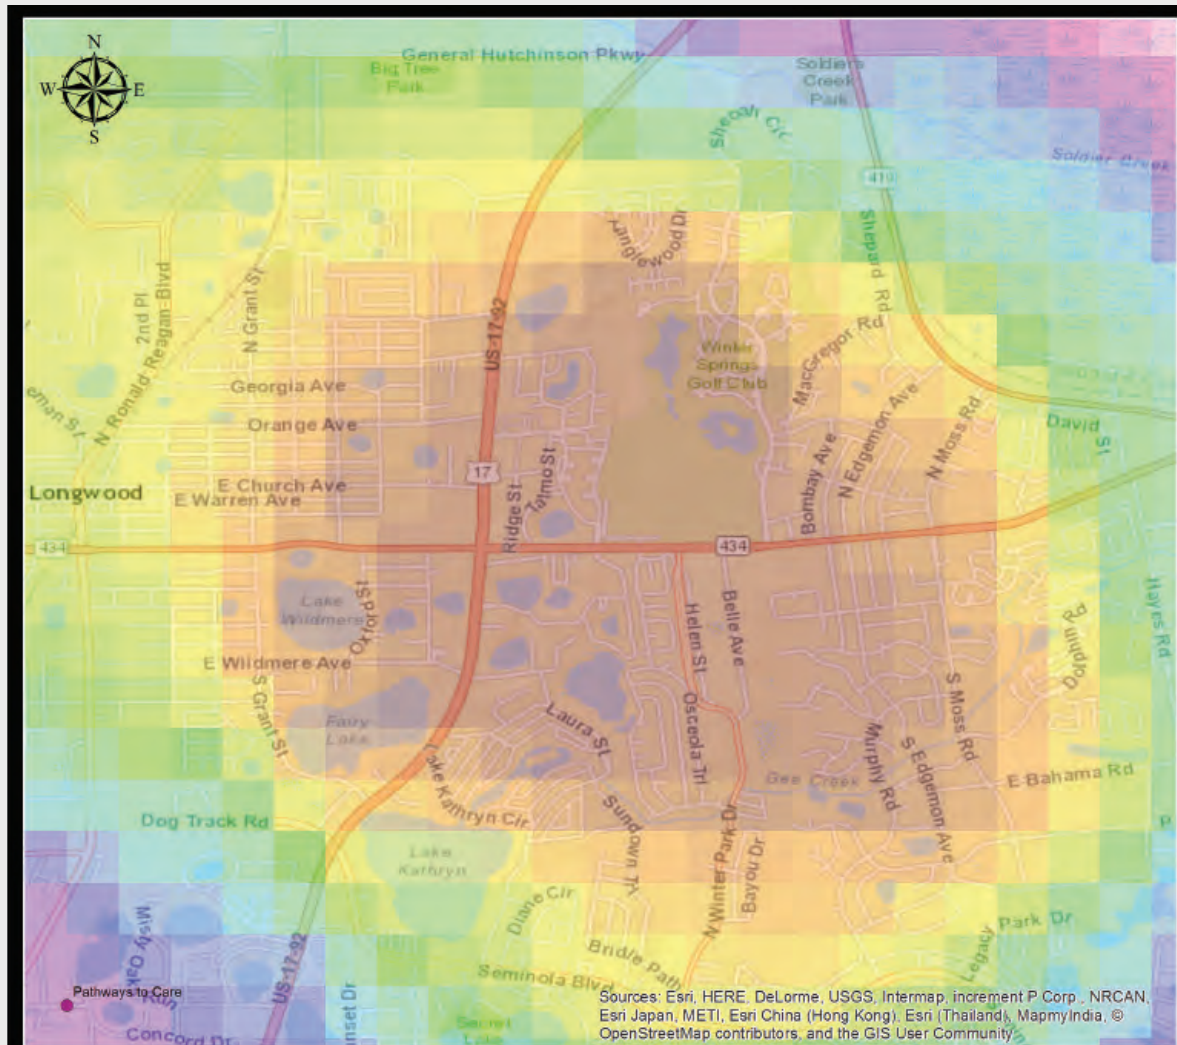 N
W E
S
General Hutchinson Pkwy
Big Tree
Park
Soldiers
Creek
Park
Sheoah Cir
Soldier Creek
419
Shepard Rd
Tanglewood Dr
2nd Pl
N Ronald Reagan Blvd
N Grant St
US-17-92
Winter
Springs
Golf Club
MacGregor Rd
Georgia Ave
eman St
Orange Ave
N Edgemon Ave
N Moss Rd
David St
Bombay Ave
17
Talmo St
Ridge St
E Church Ave
Longwood
E Warren Ave
434
434
Lake
Wildmere
Oxford St
Helen St
Belle Ave
Hayes Rd
Dolphin Rd
E Wildmere Ave
S Grant St
Fairy
Lake
Laura St
Osceola Trl
S Moss Rd
Murphy Rd
S Edgemon Ave
Gee Creek
E Bahama Rd
Lake Kathryn Cir
Dog Track Rd
Sundown Trl
N Winter Park Dr
Bayou Dr
P
Lake
Kathryn
Diane Cir
Misty Oaks Run
US-17-92
Bridle Path
Legacy Park Dr
Seminola Blvd
Pathways to Care
Concord Dr
nset Dr
Secret
Lake
Sources: Esri, HERE, DeLorme, USGS, Intermap, increment P Corp., NRCAN,
Esri Japan, METI, Esri China (Hong Kong), Esri (Thailand), MapmyIndia, ©
OpenStreetMap contributors, and the GIS User Community